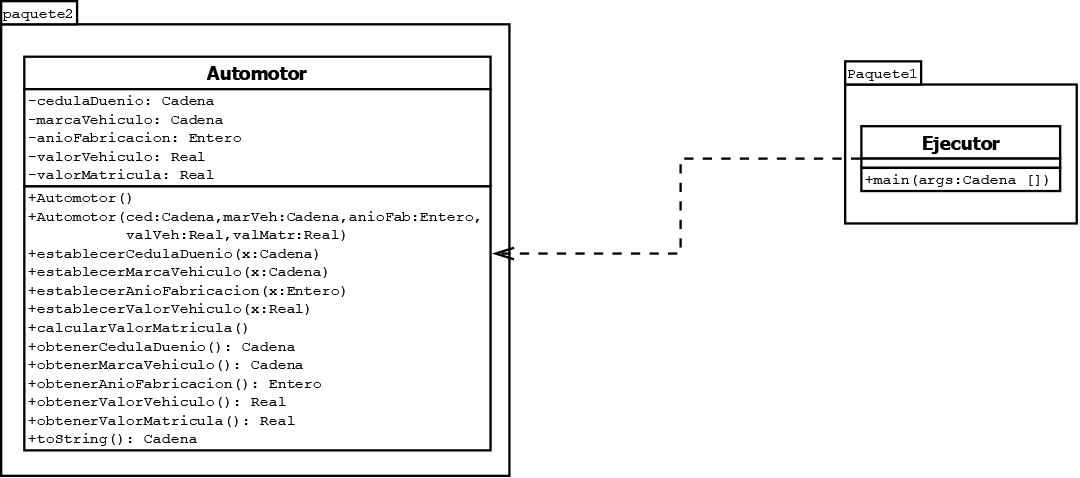 paquete2
Automotor
-cedulaDuenio: Cadena
-marcaVehiculo: Cadena
-anioFabricacion: Entero
-valorVehiculo: Real
-valorMatricula: Real
+Automotor()
+Automotor(ced:Cadena,marVeh:Cadena,anioFab:Entero,
valVeh:Real,valMatr:Real)
+establecerCedulaDuenio(x:Cadena)
+establecerMarcaVehiculo(x:Cadena)
+establecerAnioFabricacion(x:Entero)
+establecerValorVehiculo(x:Real)
+calcularValorMatricula()
+obtenerCedulaDuenio(): Cadena
+obtenerMarcaVehiculo(): Cadena
+obtenerAnioFabricacion(): Entero
+obtenerValorVehiculo(): Real
+obtenerValorMatricula(): Real
+toString(): Cadena
Paquete1
Ejecutor
+main(args:Cadena [])